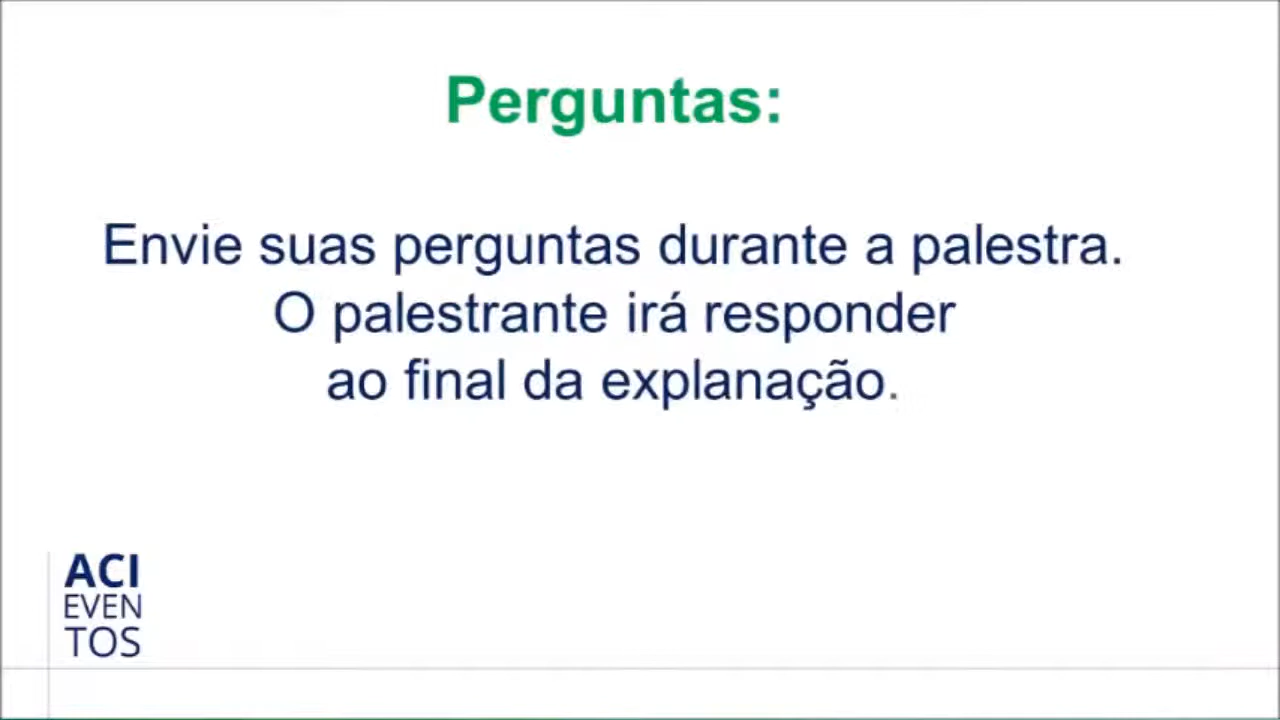 Perguntas:
Envie suas perguntas durante a palestra.
O palestrante irá responder
ao final da explanação.
ACI
EVEN
TOS